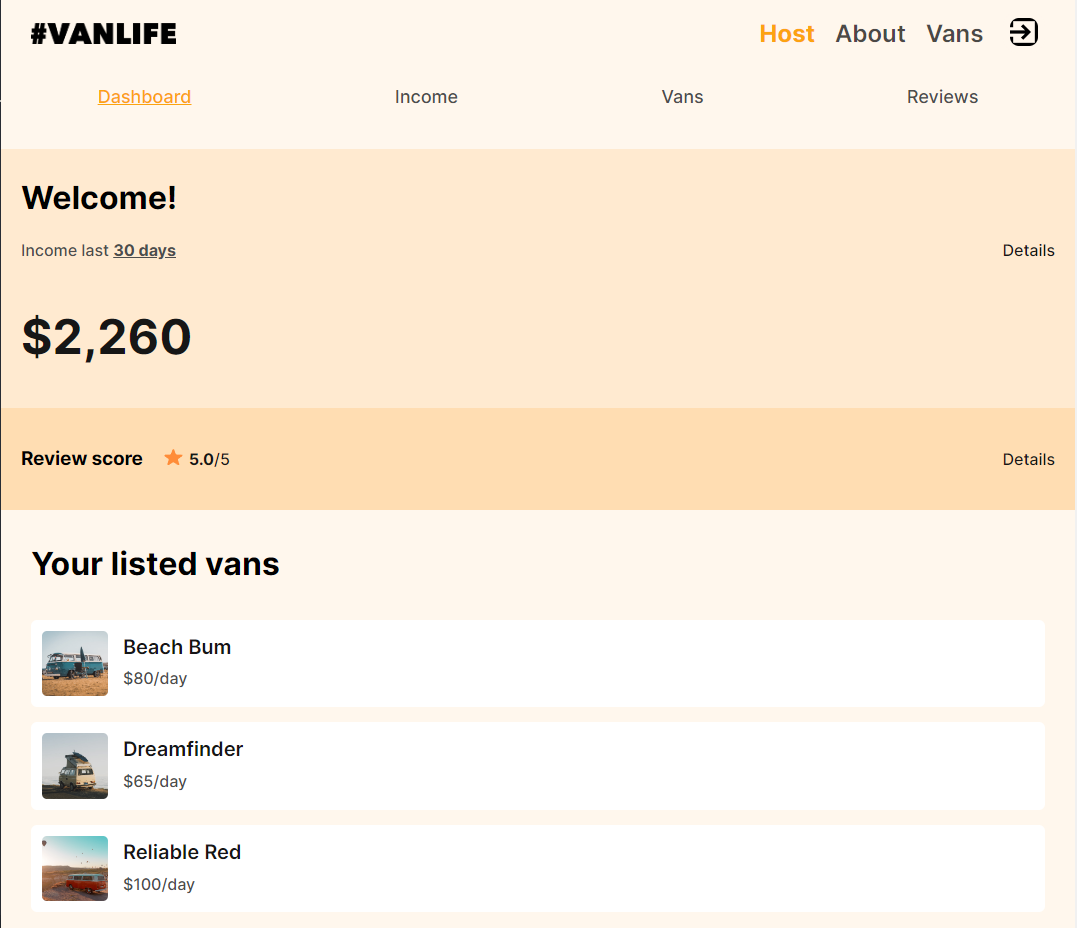 #VANLIFE Host About Vans
Dashboard Income Vans Reviews
Welcome!
Income last 30 days Details
$2,260
Review score 5.0/5 Details
Your listed vans
Beach Bum
$80/day
Dreamfinder
$65/day
Reliable Red
$100/day